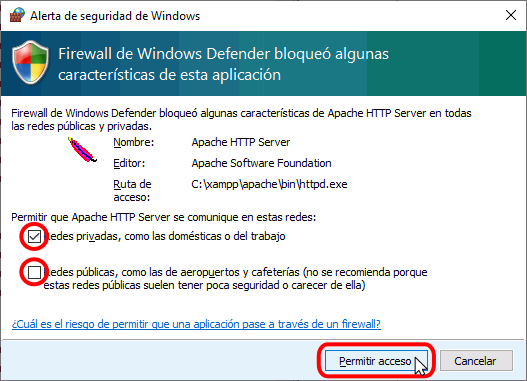 Alerta de seguridad de Windows
Firewall de Windows Defender bloqueó algunas
características de esta aplicación
Firewall de Windows Defender bloqueó algunas características de Apache HTTP Server en todas
las redes públicas y privadas.
Nombre: Apache HTTP Server
Editor: Apache Software Foundation
Ruta de acceso: C:\xampp\apache\bin\httpd.exe
Permitir que Apache HTTP Server se comunique en estas redes:
Redes privadas, como las domésticas o del trabajo
Redes públicas, como las de aeropuertos y cafeterías (no se recomienda porque
estas redes públicas suelen tener poca seguridad o carecer de ella)
¿Cuál es el riesgo de permitir que una aplicación pase a través de un firewall?
Permitir acceso
Cancelar